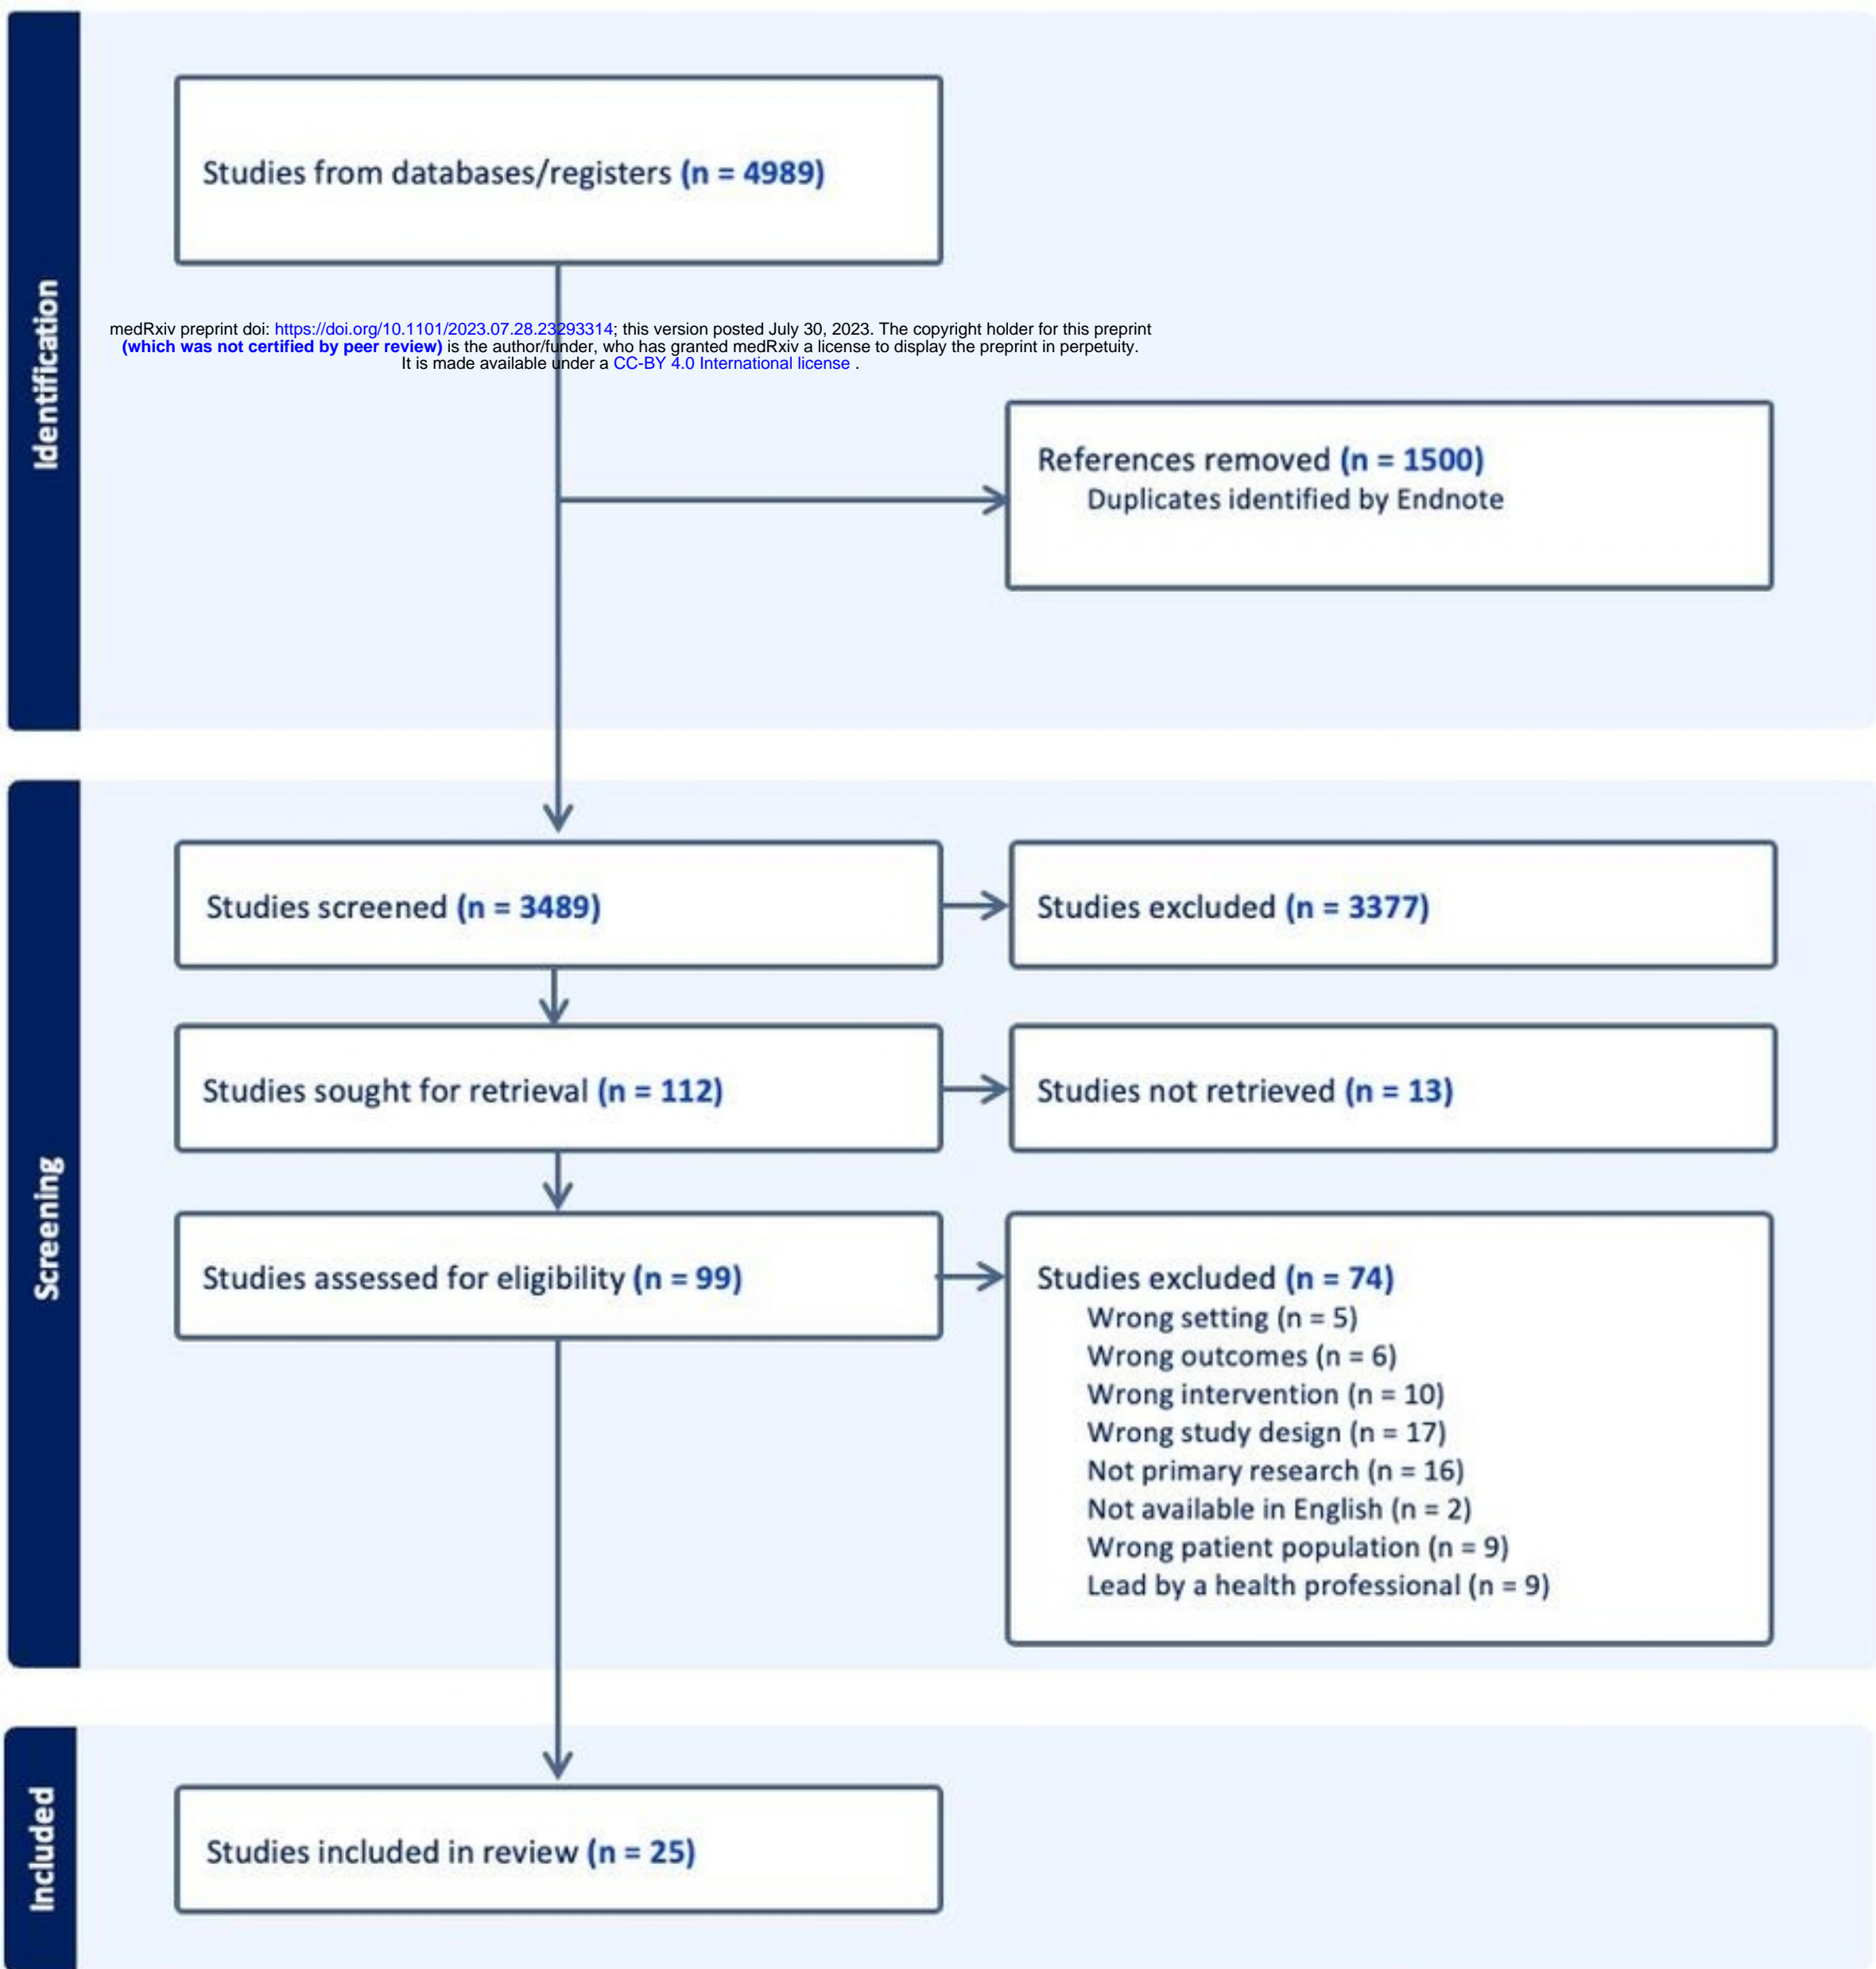 Identification
Studies from databases/registers (n = 4989)
medRxiv preprint doi: https://doi.org/10.1101/2023.07.28.23293314; this version posted July 30, 2023. The copyright holder for this preprint
(which was not certified by peer review) is the author/funder, who has granted medRxiv a license to display the preprint in perpetuity.
It is made available under a CC-BY 4.0 International license .
References removed (n = 1500)
Duplicates identified by Endnote
Screening
Studies screened (n = 3489)
Studies excluded (n = 3377)
Studies sought for retrieval (n = 112)
Studies not retrieved (n = 13)
Studies assessed for eligibility (n = 99)
Studies excluded (n = 74)
Wrong setting (n = 5)
Wrong outcomes (n = 6)
Wrong intervention (n = 10)
Wrong study design (n = 17)
Not primary research (n = 16)
Not available in English (n = 2)
Wrong patient population (n = 9)
Lead by a health professional (n = 9)
Included
Studies included in review (n = 25)